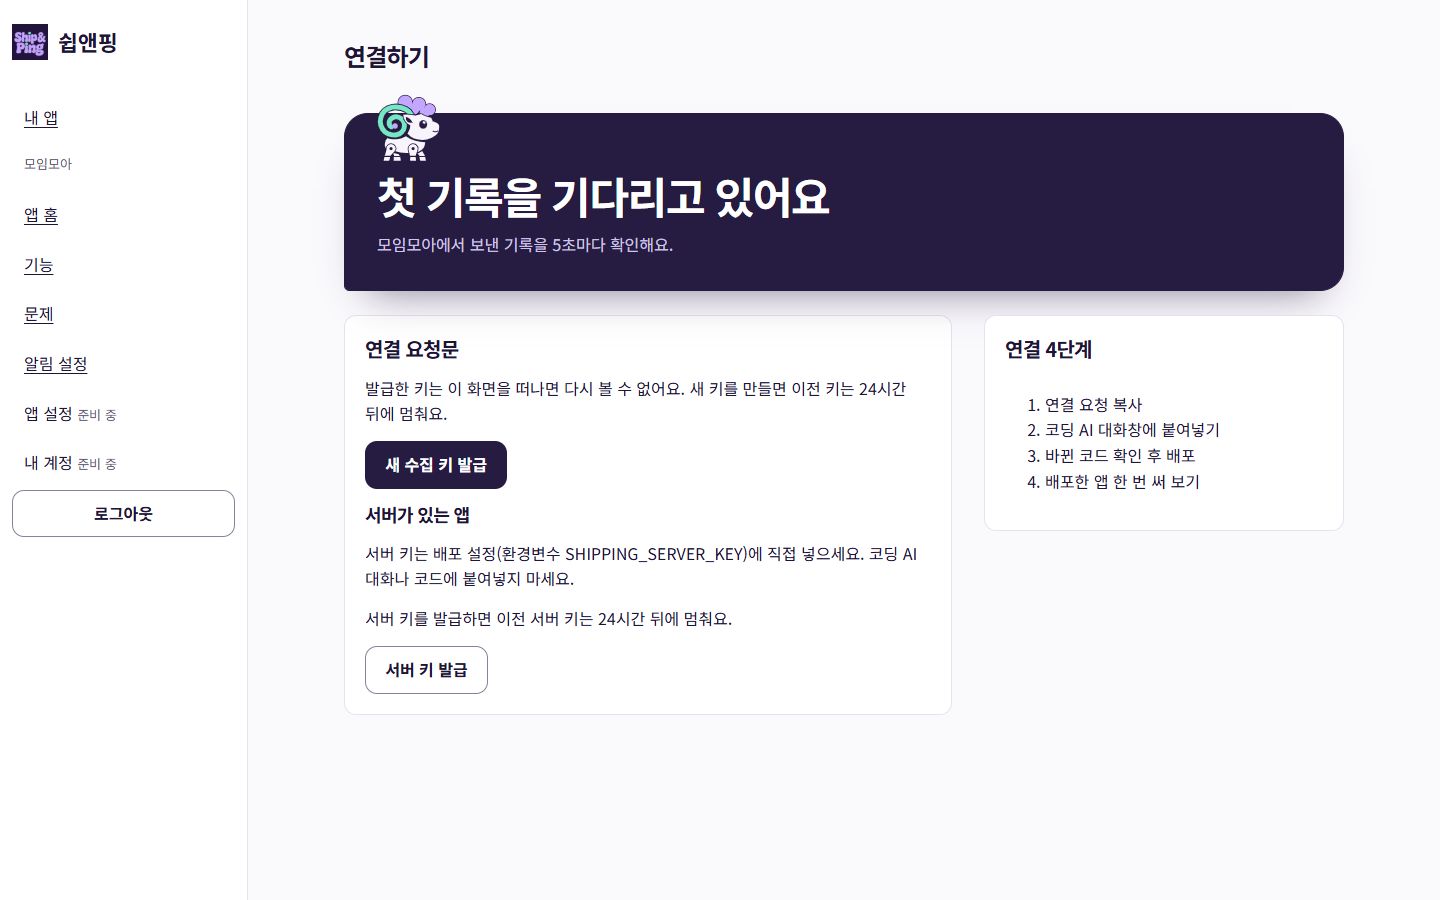 Ship&
Ping
쉽앤핑
내 앱
모임모아
앱 홈
기능
문제
알림 설정
앱 설정 준비 중
내 계정 준비 중
로그아웃
연결하기
첫 기록을 기다리고 있어요
모임모아에서 보낸 기록을 5초마다 확인해요.
연결 요청문
발급한 키는 이 화면을 떠나면 다시 볼 수 없어요. 새 키를 만들면 이전 키는 24시간
뒤에 멈춰요.
새 수집 키 발급
서버가 있는 앱
서버 키는 배포 설정(환경변수 SHIPPING_SERVER_KEY)에 직접 넣으세요. 코딩 AI
대화나 코드에 붙여넣지 마세요.
서버 키를 발급하면 이전 서버 키는 24시간 뒤에 멈춰요.
서버 키 발급
연결 4단계
1. 연결 요청 복사
2. 코딩 AI 대화창에 붙여넣기
3. 바뀐 코드 확인 후 배포
4. 배포한 앱 한 번 써 보기